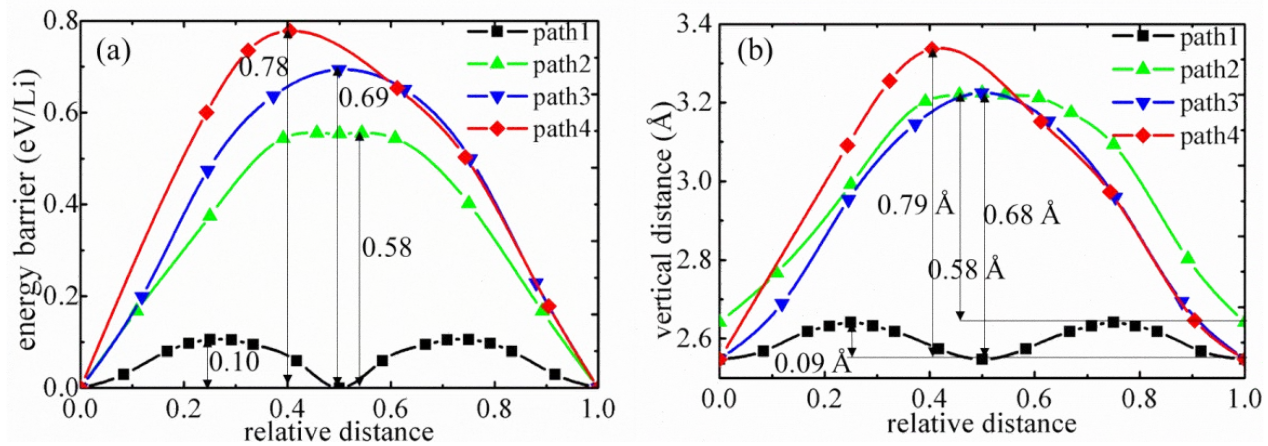 (a)
path1
path2
path3
path4
0.78
0.69
0.58
0.10
energy barrier (eV/Li)
0.8
0.6
0.4
0.2
0.0
0.0 0.2 0.4 0.6 0.8 1.0
relative distance
(b)
path1
path2
path3
path4
0.79 Å
0.68 Å
0.58 Å
0.09 Å
vertical distance (Å)
3.4
3.2
3.0
2.8
2.6
0.0 0.2 0.4 0.6 0.8 1.0
relative distance